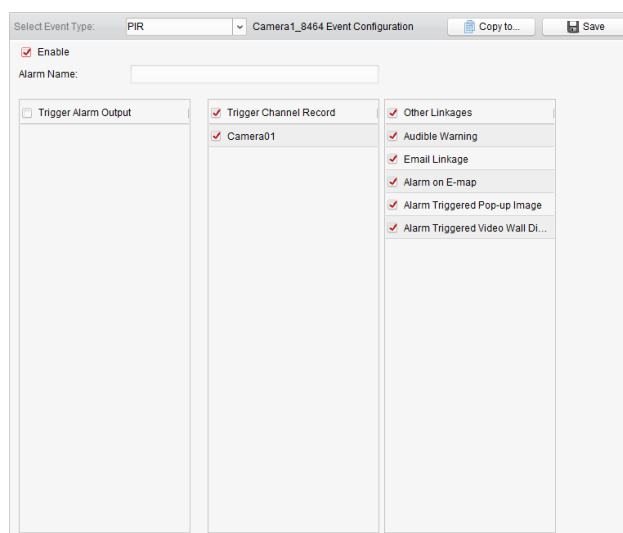 Select Event Type: PIR Camera1_8464 Event Configuration Copy to... Save
Enable
Alarm Name:
Trigger Alarm Output Trigger Channel Record Other Linkages
Camera01 Audible Warning
Email Linkage
Alarm on E-map
Alarm Triggered Pop-up Image
Alarm Triggered Video Wall Di...